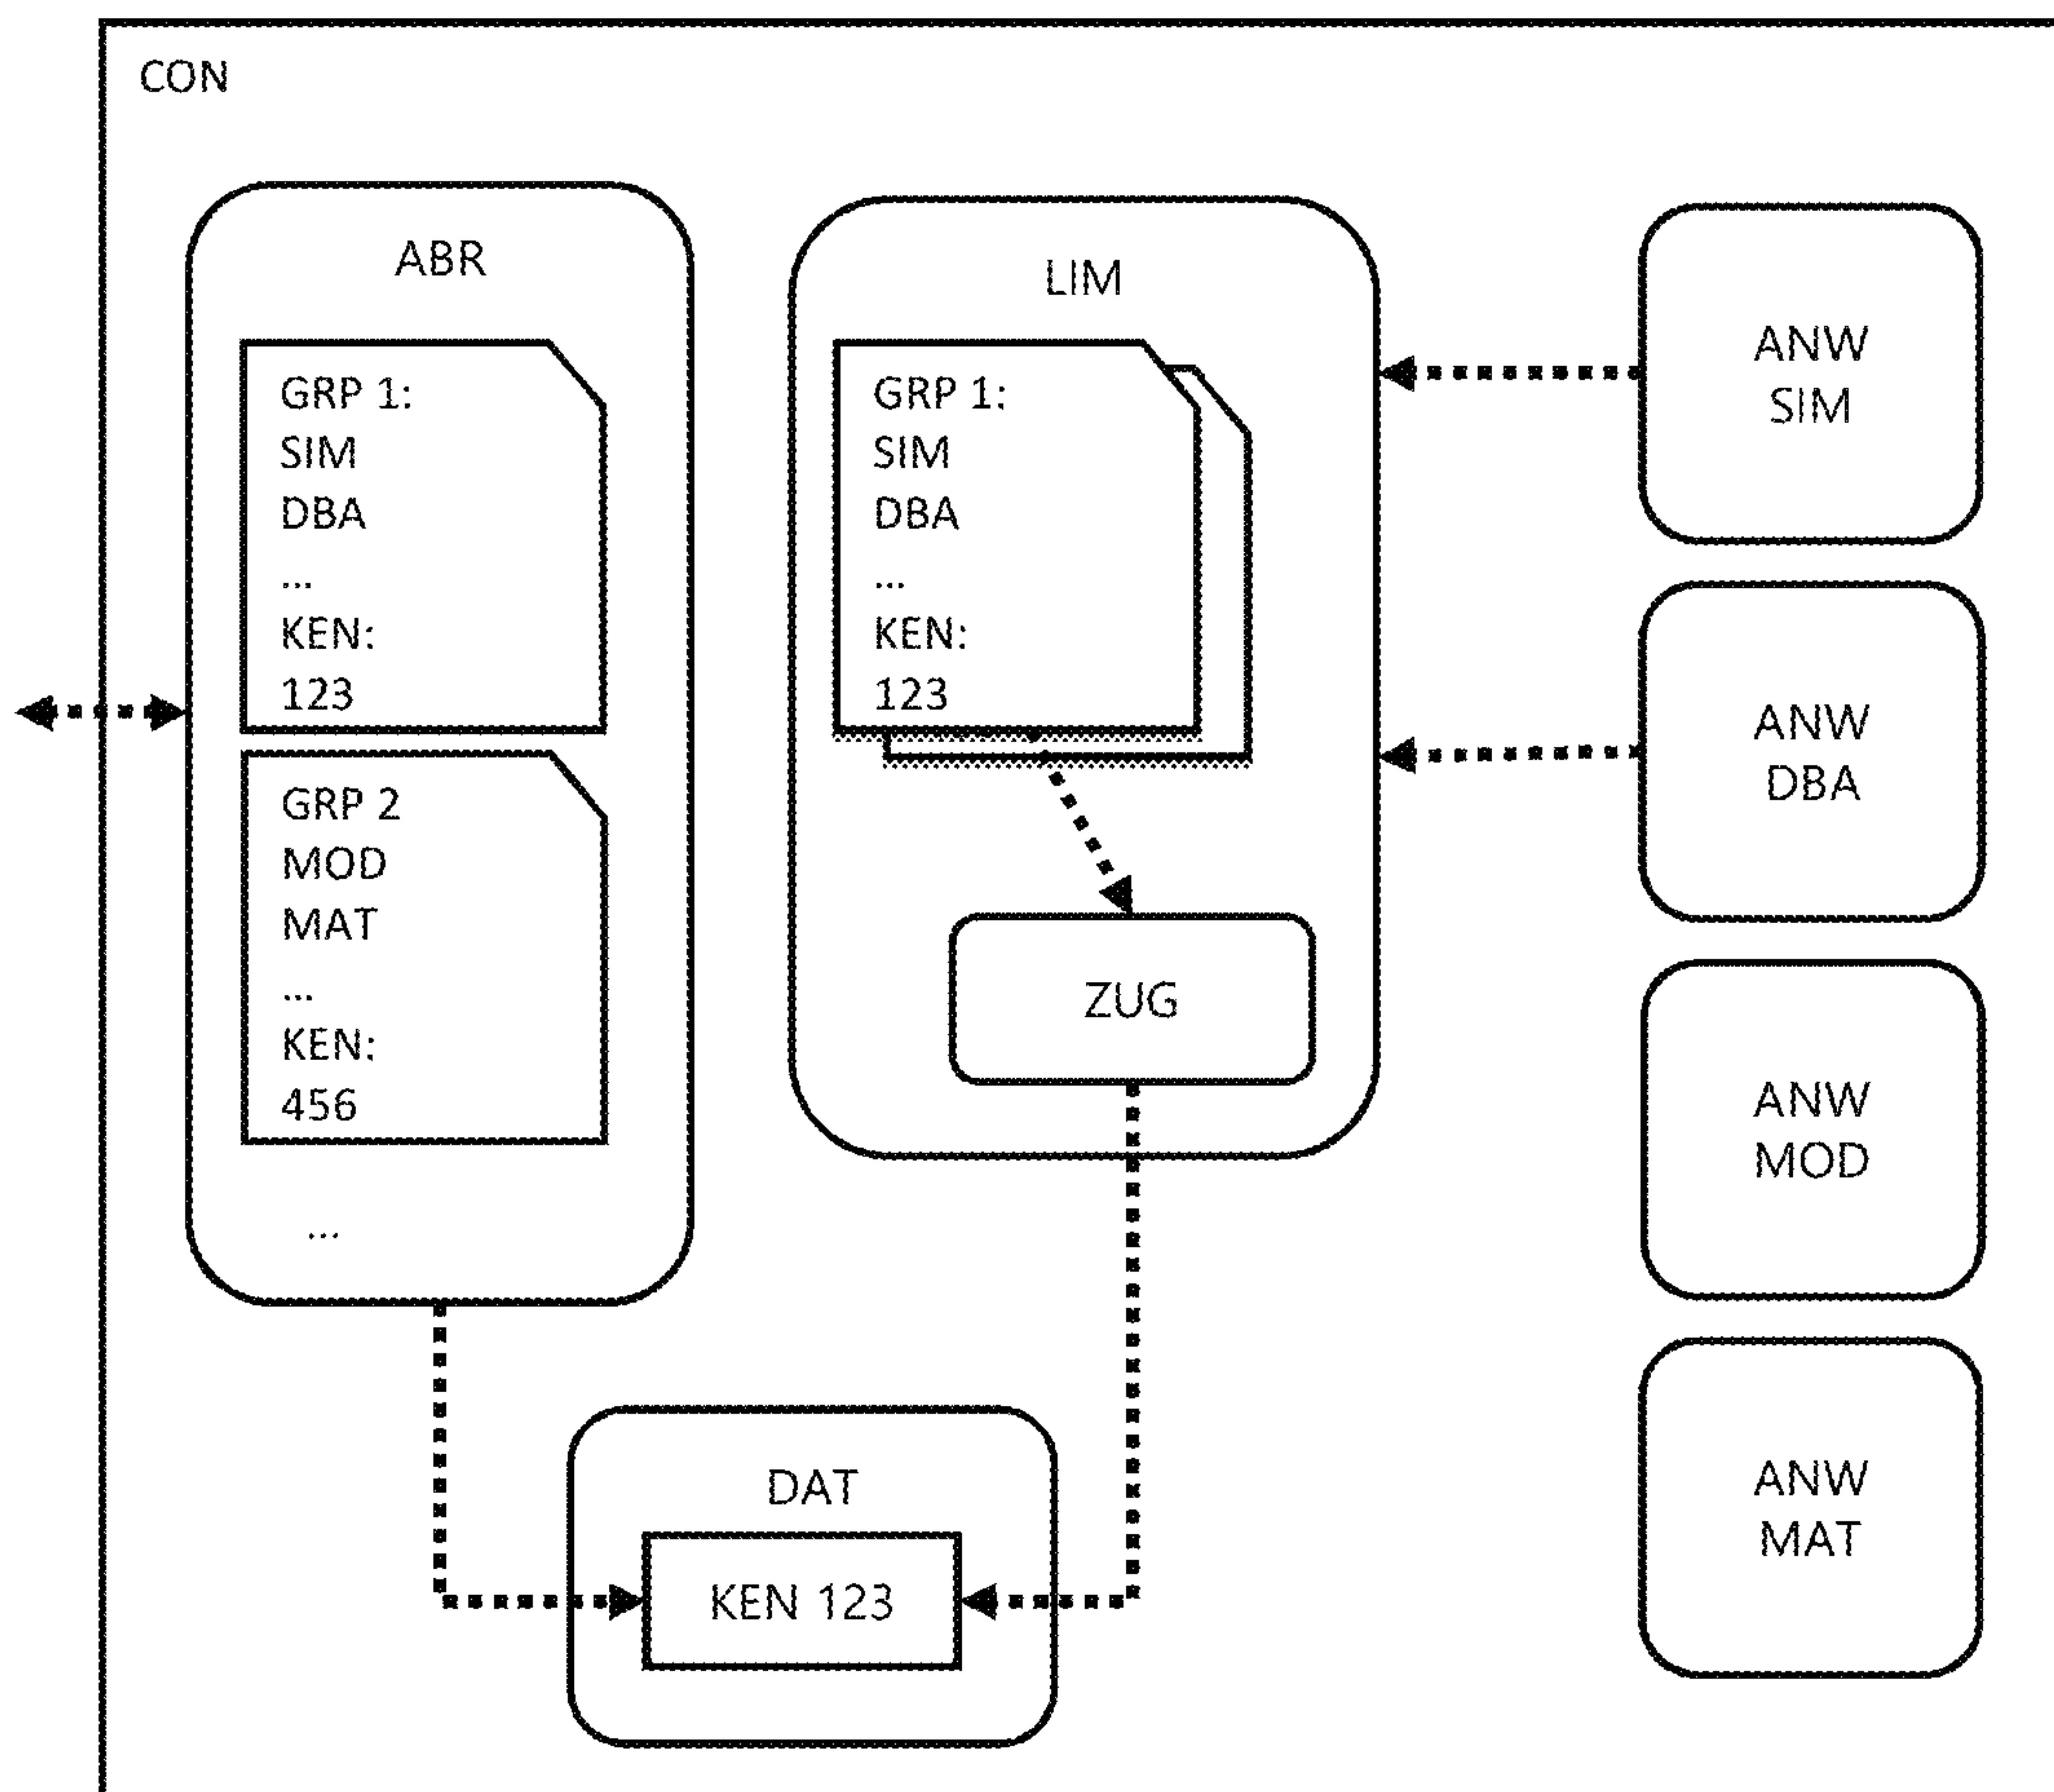 CON
ABR
GRP 1:
SIM
DBA
...
KEN:
123
GRP 2
MOD
MAT
...
KEN:
456
...
LIM
GRP 1:
SIM
DBA
...
KEN:
123
ZUG
DAT
KEN 123
ANW
SIM
ANW
DBA
ANW
MOD
ANW
MAT